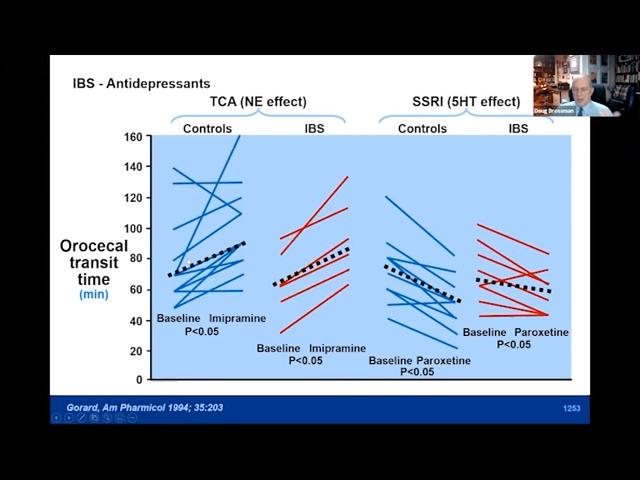 IBS - Antidepressants
Doug Drossman
TCA (NE effect)
SSRI (5HT effect)
Controls
IBS
Controls
IBS
160
140
120
100
80
60
40
20
0
Orocecal
transit
time
(min)
Baseline Imipramine
P<0.05
Baseline Imipramine
P<0.05
Baseline Paroxetine
P<0.05
Baseline Paroxetine
P<0.05
Gorard, Am Pharmicol 1994; 35:203
1253